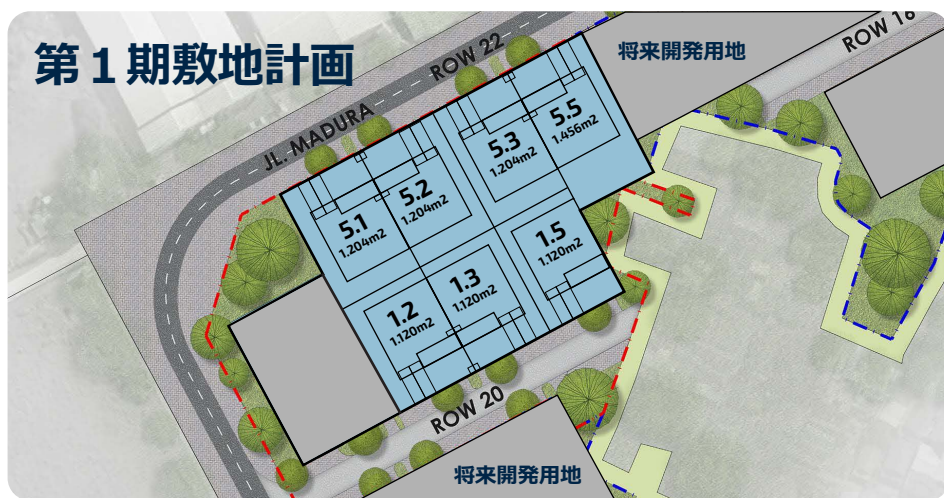 第１期敷地計画
ROW 22
将来開発用地
ROW 16
JL. MADURA
5.5
1.456m2
5.3
1.204m2
5.2
1.204m2
5.1
1.204m2
1.5
1.120m2
1.3
1.120m2
1.2
1.120m2
ROW 20
将来開発用地